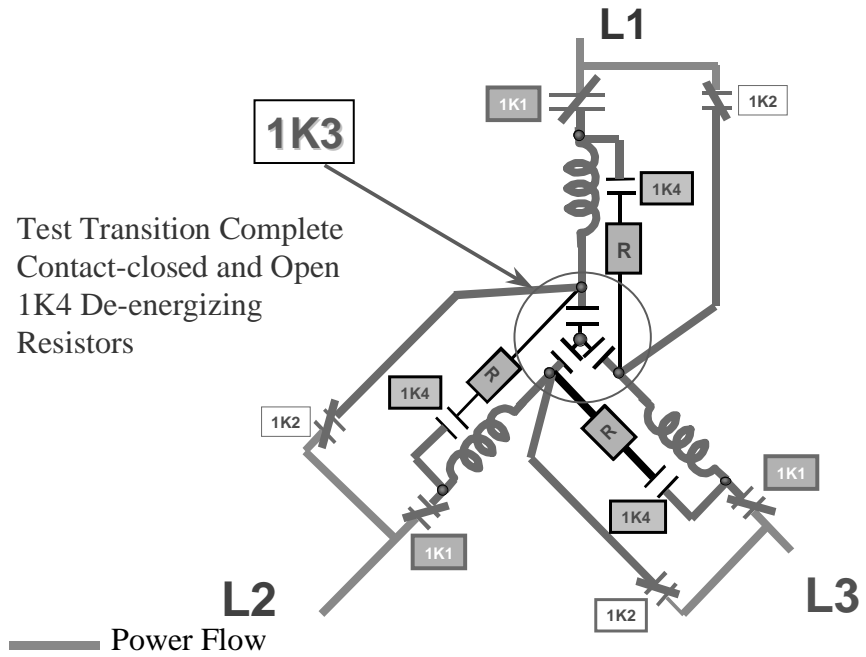 L1
1K1
1K2
1K3
1K4
R
Test Transition Complete
Contact-closed and Open
1K4 De-energizing
Resistors
R
1K4
1K2
R
1K1
1K4
1K1
L2
1K2
L3
Power Flow